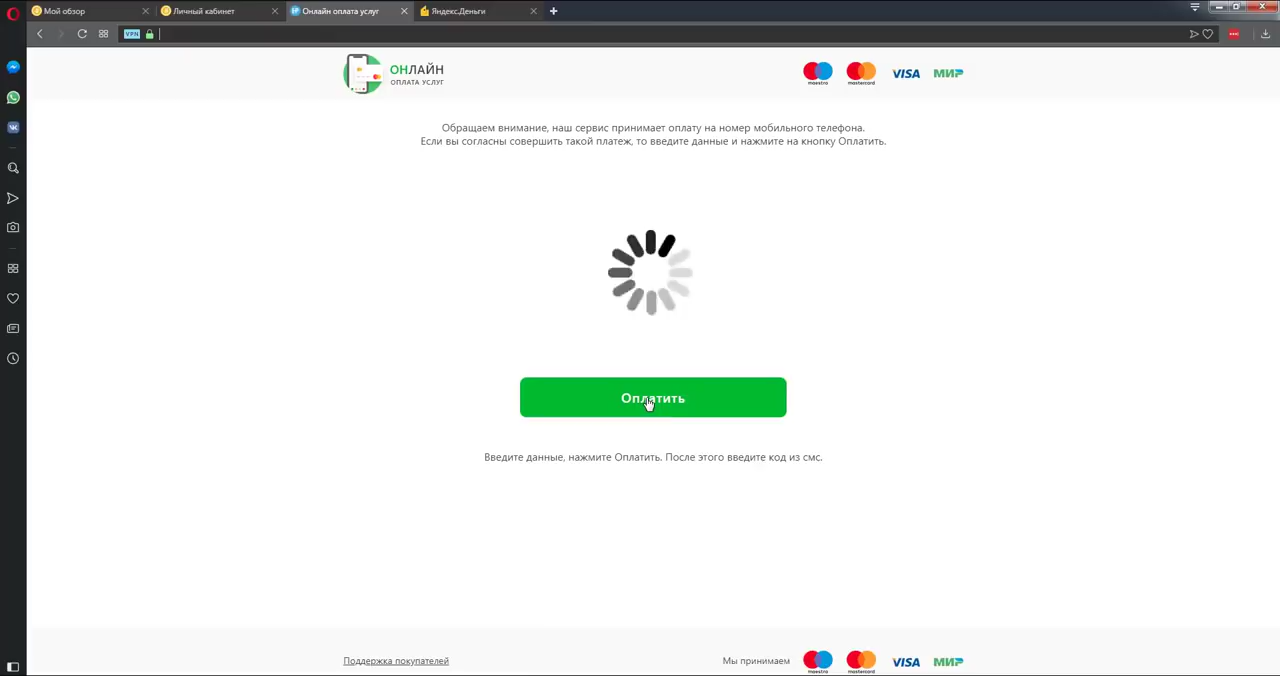 Мой обзор
Личный кабинет
Онлайн оплата услуг
Яндекс.Деньги
VPN
ОНЛАЙН
ОПЛАТА УСЛУГ
maestro
mastercard
VISA
МИР
Обращаем внимание, наш сервис принимает оплату на номер мобильного телефона.
Если вы согласны совершить такой платеж, то введите данные и нажмите на кнопку Оплатить.
Оплатить
Введите данные, нажмите Оплатить. После этого введите код из смс.
Поддержка покупателей
Мы принимаем
maestro
mastercard
VISA
МИР